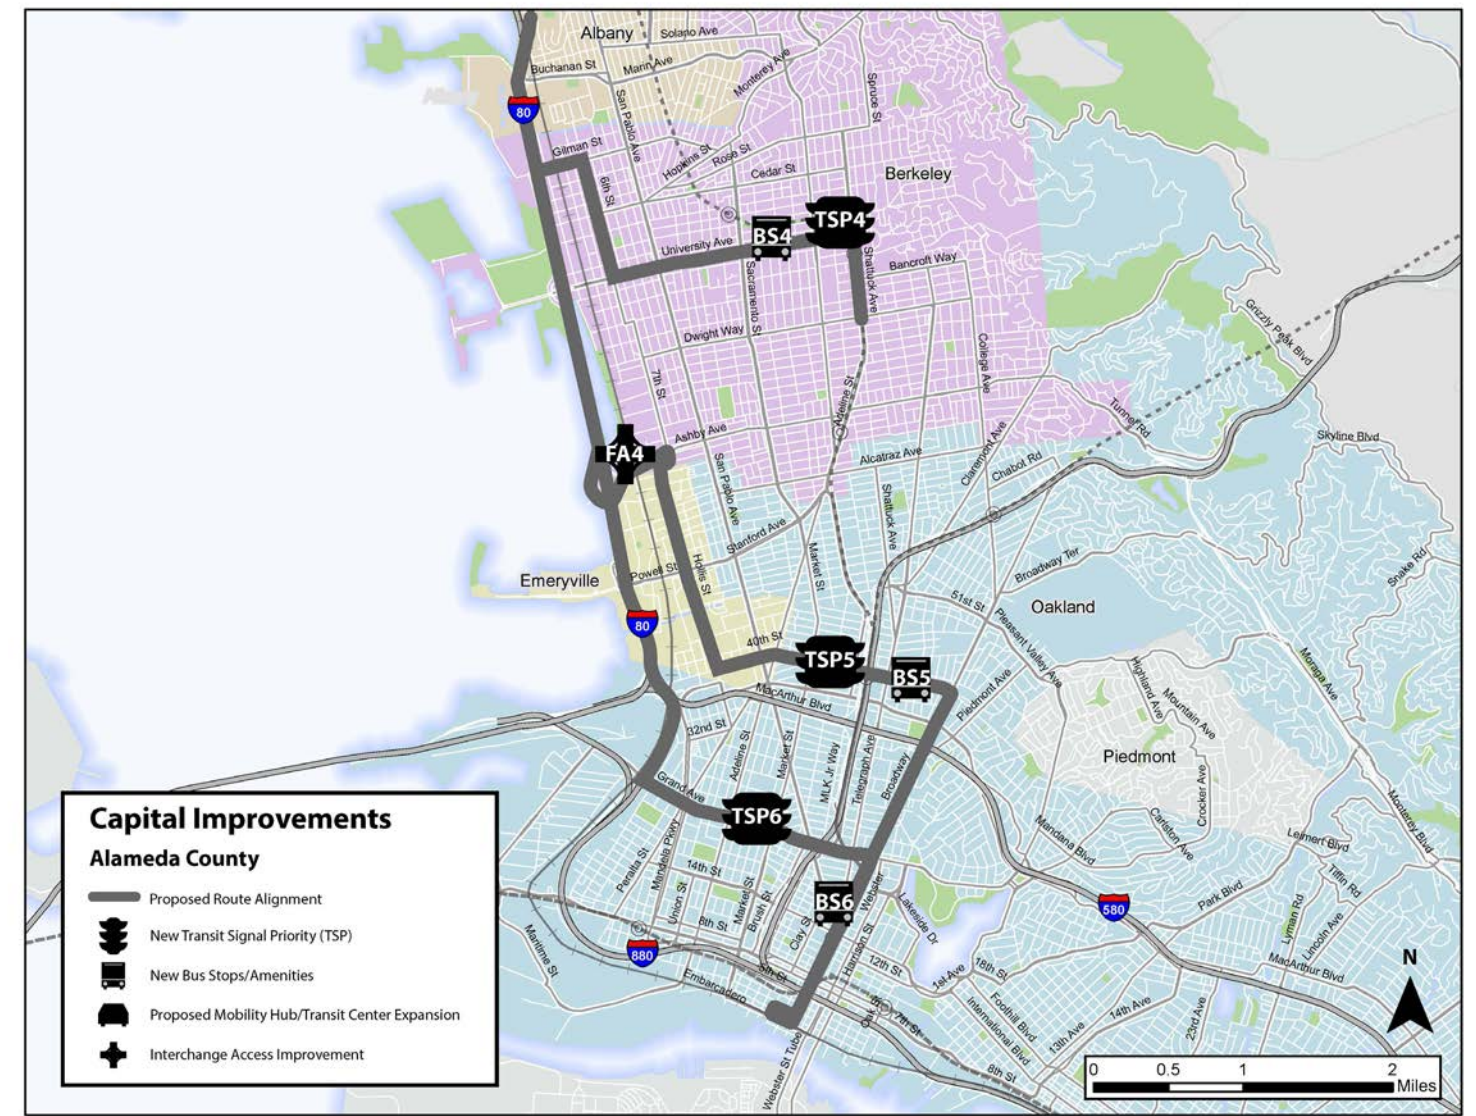 Albany
Solano Ave
Buchanan St
Marin Ave
Monterey Ave
Spruce St
80
San Pablo Ave
Gilman St
Hopkins St
Rose St
Cedar St
Berkeley
6th St
TSP4
BS4
University Ave
Shattuck Ave
Bancroft Way
Sacramento St
Dwight Way
Grizzly Peak Blvd
College Ave
7th St
Adeline St
Tunnel Rd
Ashby Ave
FA4
Skyline Blvd
Alcatraz Ave
Claremont Ave
Chabot Rd
San Pablo Ave
Shattuck Ave
Stanford Ave
Market St
Broadway Ter
Snake Rd
Emeryville
Powell St
Hollis St
51st St
Oakland
Pleasant Valley Ave
80
40th St
TSP5
BS5
Moraga Ave
Highland Ave
Mountain Ave
MacArthur Blvd
Piedmont Ave
32nd St
Adeline St
Market St
MLK Jr Way
Telegraph Ave
Broadway
Piedmont
Crocker Ave
Grand Ave
TSP6
Mandana Blvd
Carlston Ave
Monterey Blvd
Leimert Blvd
Peralta St
Mandela Pkwy
14th St
Union St
Market St
Brush St
8th St
BS6
Clay St
Webster
Harrison St
Lakeside Dr
580
Park Blvd
Tiffin Rd
Lyman Rd
Lincoln Ave
Maritime St
880
5th St
Embarcadero
12th St
1st Ave
18th St
MacArthur Blvd
Foothill Blvd
International Blvd
14th Ave
13th Ave
23rd Ave
Oak St
7th St
8th St
Webster St Tube
Capital Improvements
Alameda County
Proposed Route Alignment
New Transit Signal Priority (TSP)
New Bus Stops/Amenities
Proposed Mobility Hub/Transit Center Expansion
Interchange Access Improvement
N
0 0.5 1 2
Miles